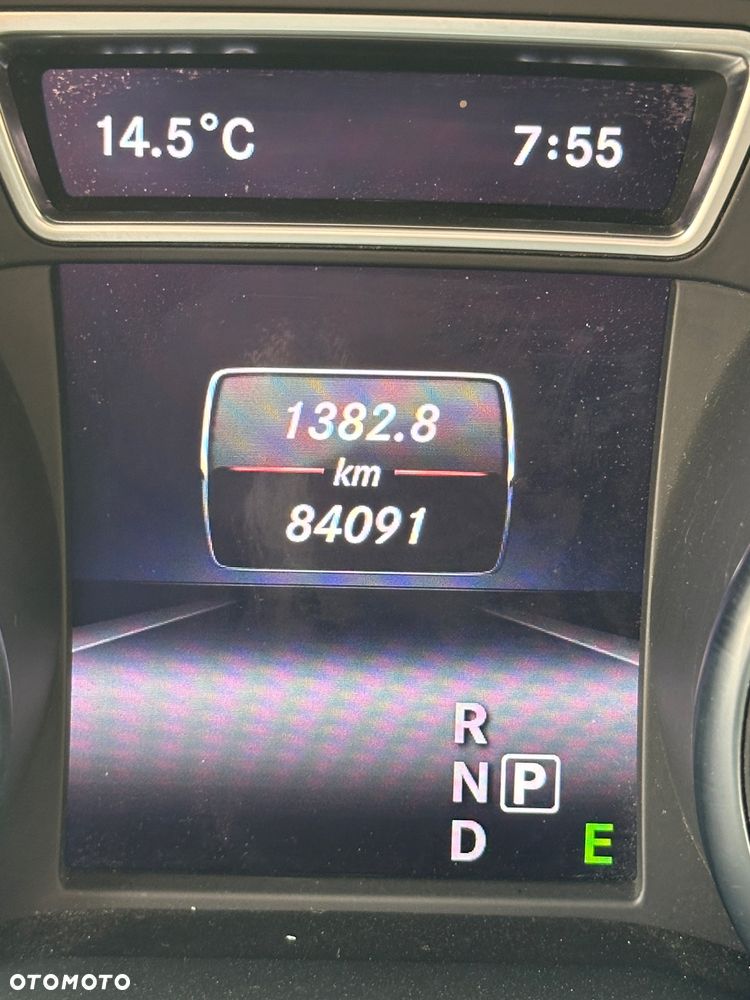 14.5°C 7:55
1382.8
km
84091
R
N P
D E
OTOMOTO